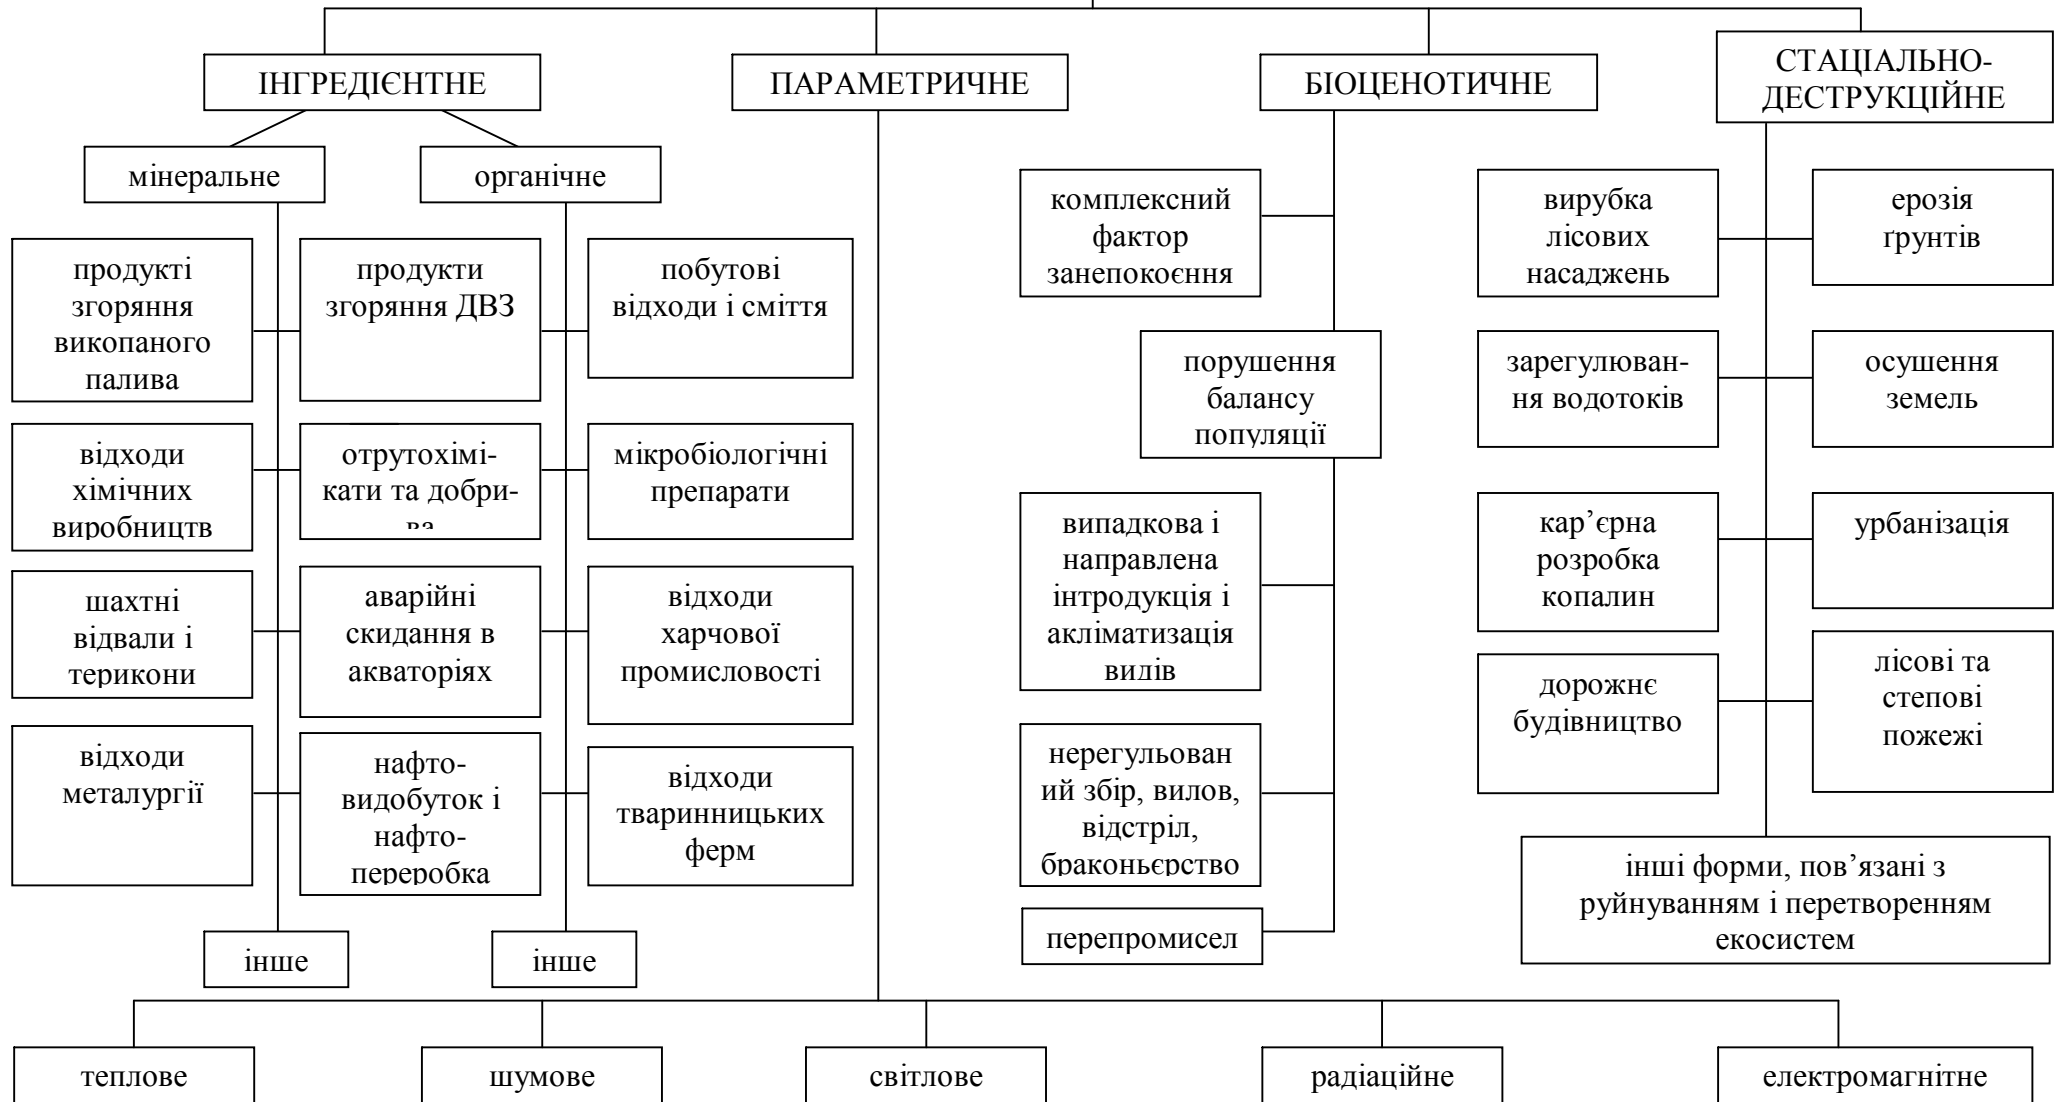 ІНГРЕДІЄНТНЕ
ПАРАМЕТРИЧНЕ
БІОЦЕНОТИЧНЕ
СТАЦІАЛЬНО-
ДЕСТРУКЦІЙНЕ
мінеральне
органічне
продукті
згоряння
викопаного
палива
продукти
згоряння ДВЗ
побутові
відходи і сміття
відходи
хімічних
виробництв
отрутохімі-
кати та добри-
ва
мікробіологічні
препарати
шахтні
відвали і
терикони
аварійні
скидання в
акваторіях
відходи
харчової
промисловості
відходи
металургії
нафто-
видобуток і
нафто-
переробка
відходи
тваринницьких
ферм
інше
інше
комплексний
фактор
занепокоєння
порушення
балансу
популяції
випадкова і
направлена
інтродукція і
акліматизація
видів
нерегульован
ий збір, вилов,
відстріл,
браконьєрство
перепромисел
вирубка
лісових
насаджень
ерозія
ґрунтів
зарегулюван-
ня водотоків
осушення
земель
кар’єрна
розробка
копалин
урбанізація
дорожнє
будівництво
лісові та
степові
пожежі
інші форми, пов’язані з
руйнуванням і перетворенням
екосистем
теплове
шумове
світлове
радіаційне
електромагнітне